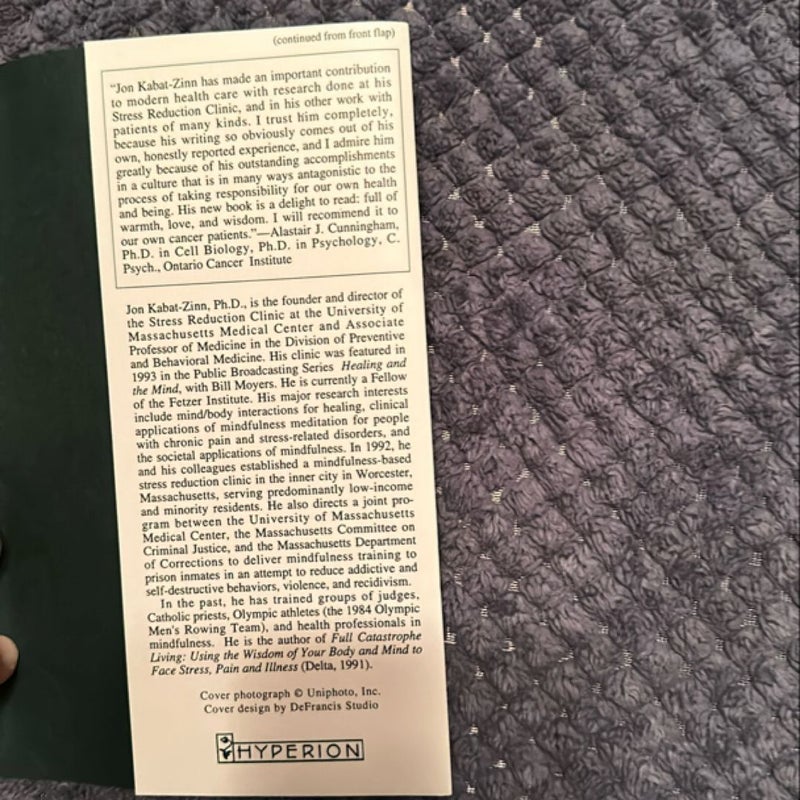 (continued from front flap)
"Jon Kabat-Zinn has made an important contribution
to modern health care with research done at his
Stress Reduction Clinic, and in his other work with
patients of many kinds. I trust him completely,
because his writing so obviously comes out of his
own, honestly reported experience, and I admire him
greatly because of his outstanding accomplishments
in a culture that is in many ways antagonistic to the
process of taking responsibility for our own health
and being. His new book is a delight to read: full of
warmth, love, and wisdom. I will recommend it to
our own cancer patients."—Alastair J. Cunningham,
Ph.D. in Cell Biology, Ph.D. in Psychology, C.
Psych., Ontario Cancer Institute
Jon Kabat-Zinn, Ph.D., is the founder and director of
the Stress Reduction Clinic at the University of
Massachusetts Medical Center and Associate
Professor of Medicine in the Division of Preventive
and Behavioral Medicine. His clinic was featured in
1993 in the Public Broadcasting Series Healing and
the Mind, with Bill Moyers. He is currently a Fellow
of the Fetzer Institute. His major research interests
include mind/body interactions for healing, clinical
applications of mindfulness meditation for people
with chronic pain and stress-related disorders, and
the societal applications of mindfulness. In 1992, he
and his colleagues established a mindfulness-based
stress reduction clinic in the inner city in Worcester,
Massachusetts, serving predominantly low-income
and minority residents. He also directs a joint pro-
gram between the University of Massachusetts
Medical Center, the Massachusetts Committee on
Criminal Justice, and the Massachusetts Department
of Corrections to deliver mindfulness training to
prison inmates in an attempt to reduce addictive and
self-destructive behaviors, violence, and recidivism.
In the past, he has trained groups of judges,
Catholic priests, Olympic athletes (the 1984 Olympic
Men's Rowing Team), and health professionals in
mindfulness. He is the author of Full Catastrophe
Living: Using the Wisdom of Your Body and Mind to
Face Stress, Pain and Illness (Delta, 1991).
Cover photograph © Uniphoto, Inc.
Cover design by DeFrancis Studio
HYPERION